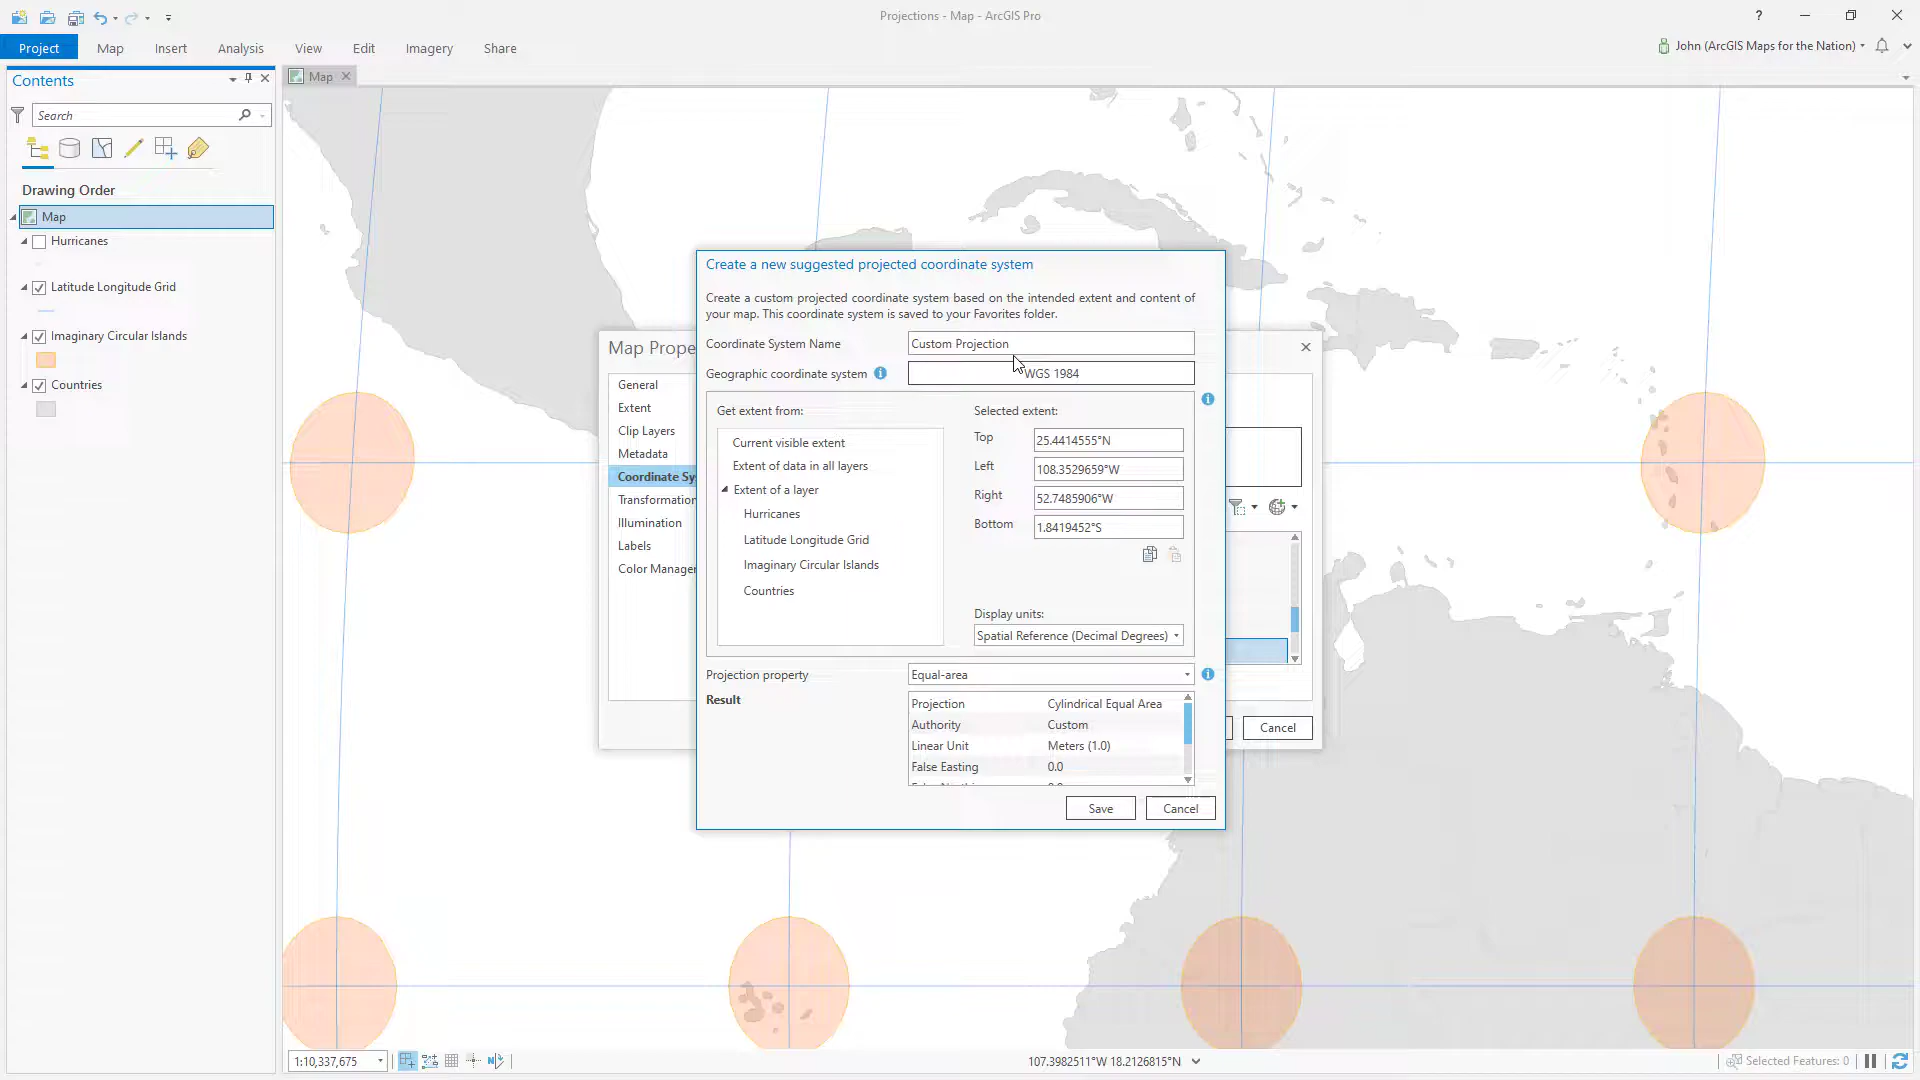 Projections - Map - ArcGIS Pro
?
Project Map Insert Analysis View Edit Imagery Share
John (ArcGIS Maps for the Nation)
Contents
Map
Search
Drawing Order
Map
Hurricanes
Latitude Longitude Grid
Imaginary Circular Islands
Countries
Map Prope
General
Extent
Clip Layers
Metadata
Coordinate Sy
Transformation
Illumination
Labels
Color Manager
Cancel
Create a new suggested projected coordinate system
Create a custom projected coordinate system based on the intended extent and content of
your map. This coordinate system is saved to your Favorites folder.
Coordinate System Name Custom Projection
Geographic coordinate system WGS 1984
Get extent from:
Current visible extent
Extent of data in all layers
Extent of a layer
Hurricanes
Latitude Longitude Grid
Imaginary Circular Islands
Countries
Selected extent:
Top 25.4414555°N
Left 108.3529659°W
Right 52.7485906°W
Bottom 1.8419452°S
Display units:
Spatial Reference (Decimal Degrees)
Projection property Equal-area
Result
Projection Cylindrical Equal Area
Authority Custom
Linear Unit Meters (1.0)
False Easting 0.0
Save Cancel
1:10,337,675
107.3982511°W 18.2126815°N
Selected Features: 0